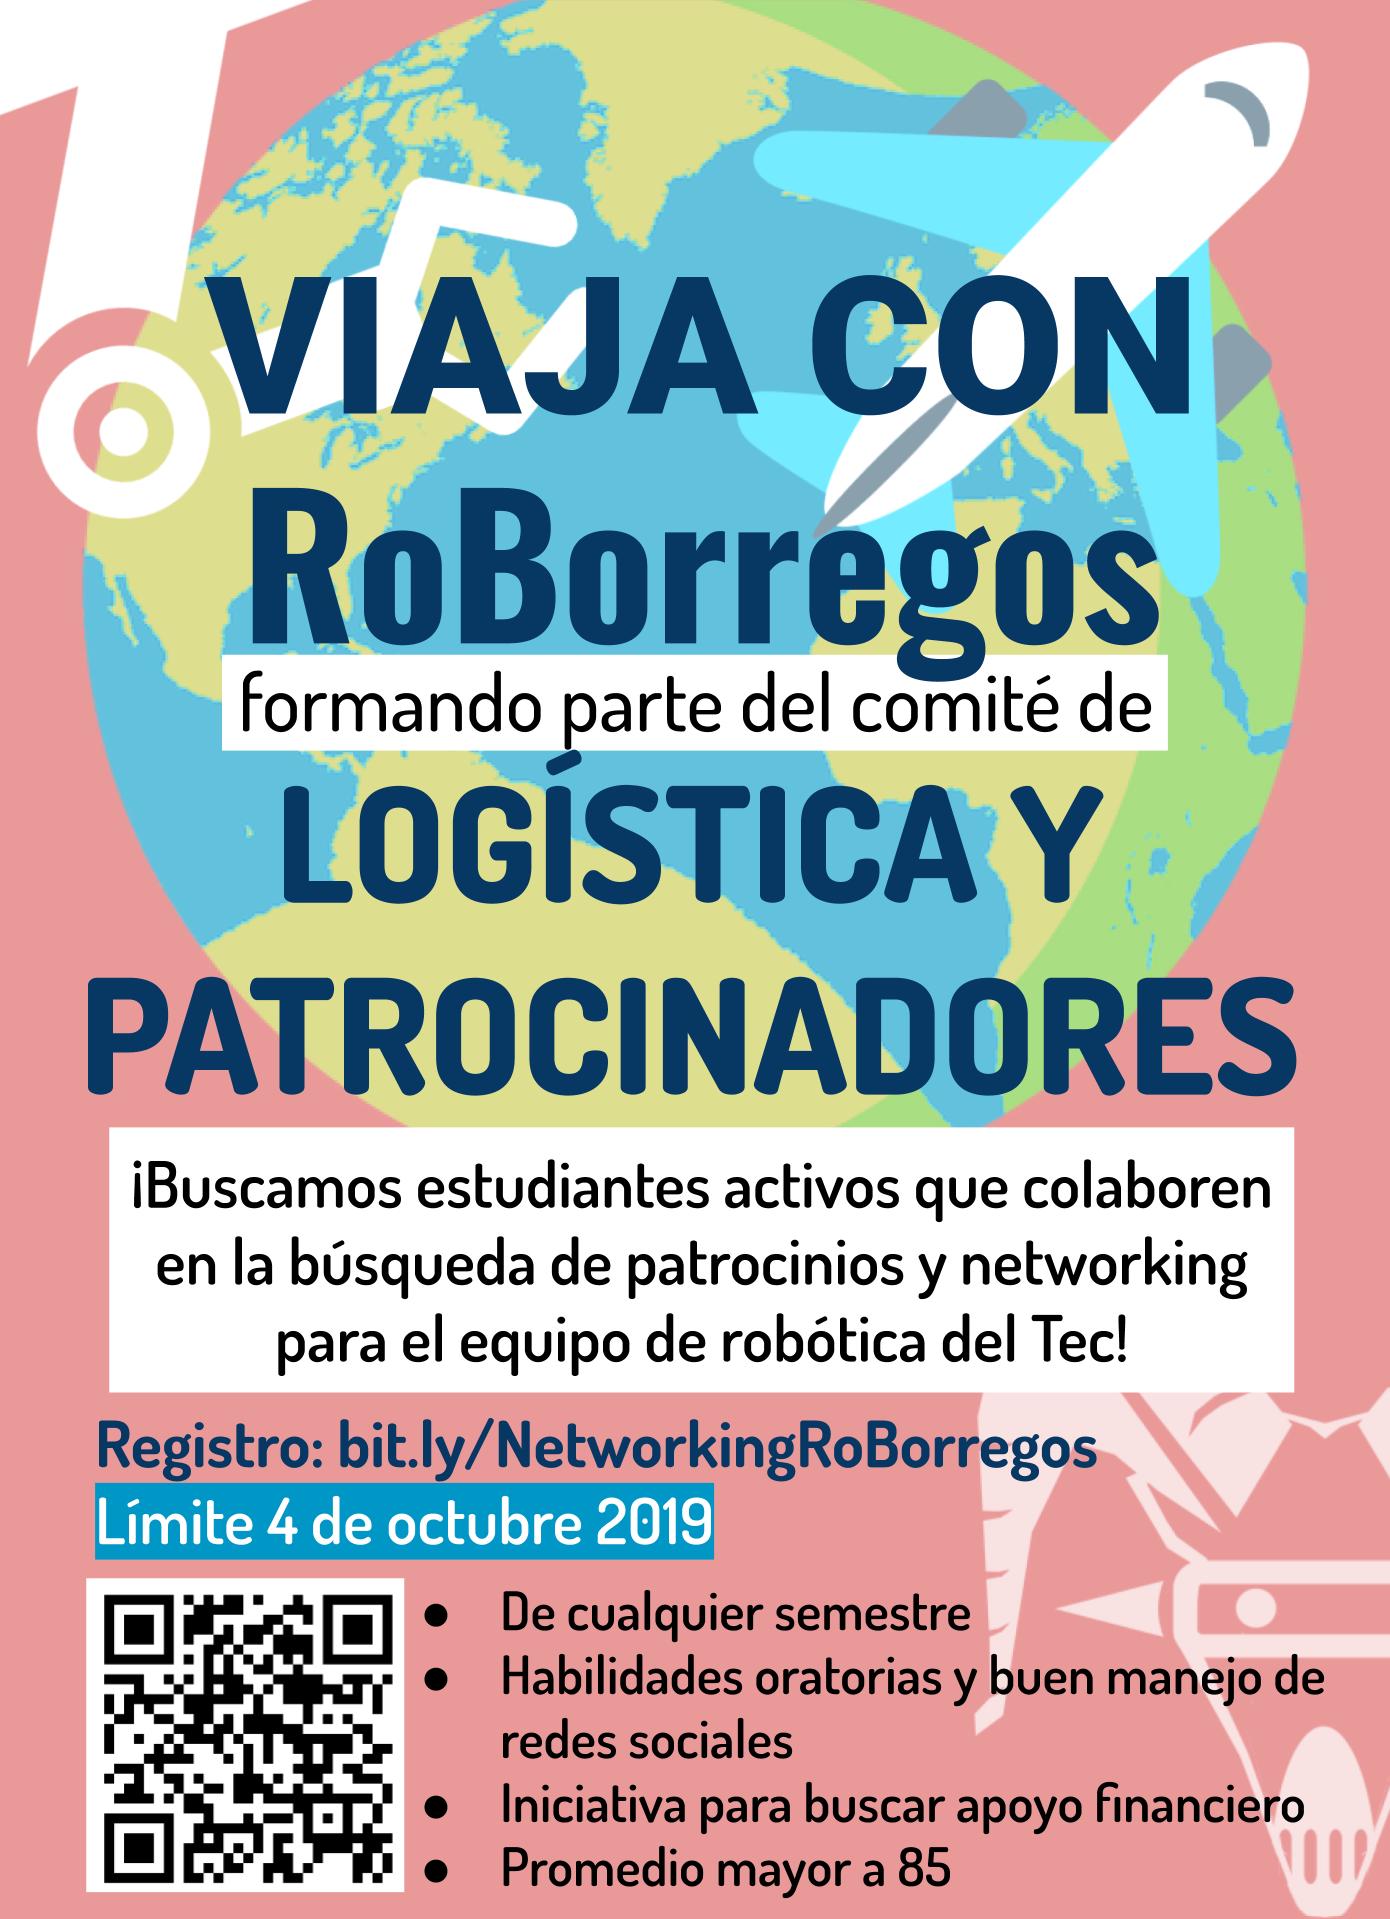 VIAJA CON
RoBorregos
formando parte del comité de
LOGÍSTICA Y
PATROCINADORES
¡Buscamos estudiantes activos que colaboren
en la búsqueda de patrocinios y networking
para el equipo de robótica del Tec!
Registro: bit.ly/NetworkingRoBorregos
Límite 4 de octubre 2019
● De cualquier semestre
● Habilidades oratorias y buen manejo de
redes sociales
● Iniciativa para buscar apoyo financiero
● Promedio mayor a 85